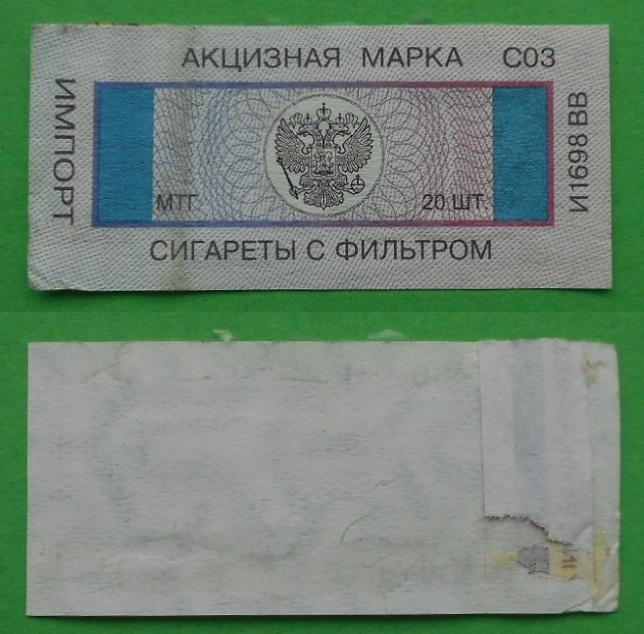 АКЦИЗНАЯ МАРКА С03
ИМПОРТ
МТГ
20 ШТ.
И1698 ВВ
СИГАРЕТЫ С ФИЛЬТРОМ